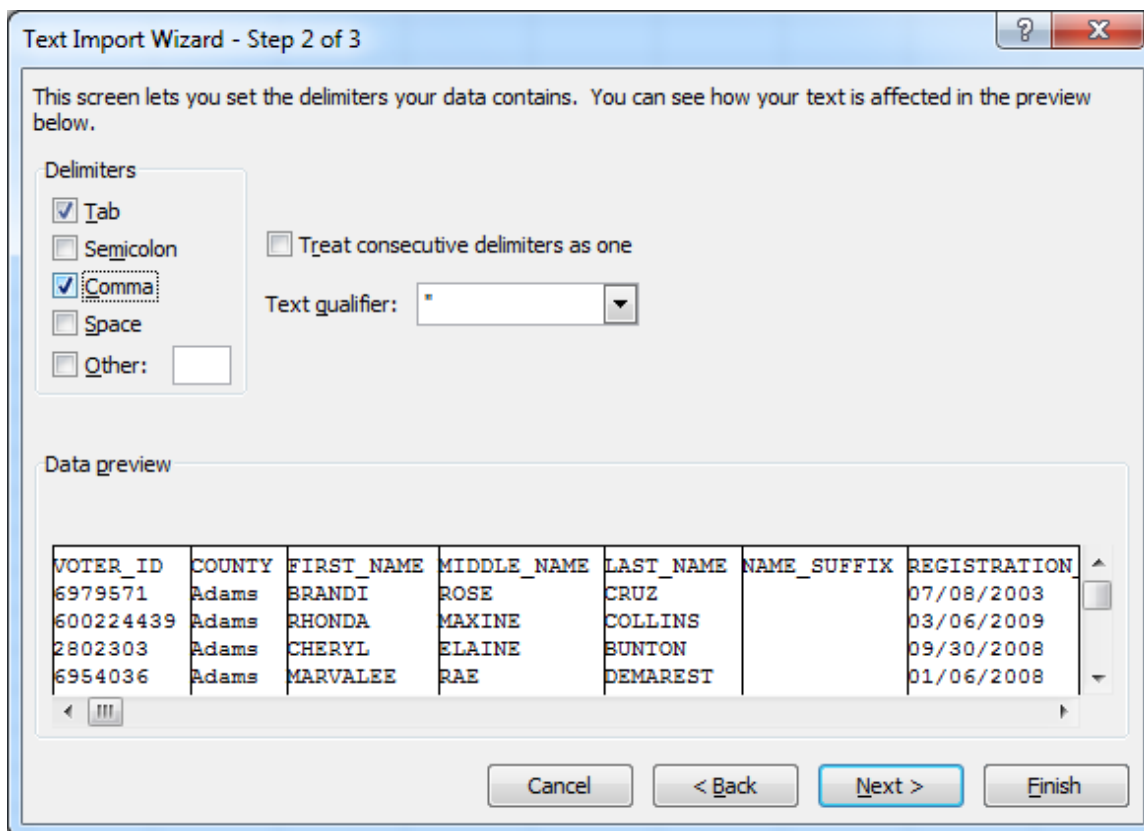 Text Import Wizard - Step 2 of 3
This screen lets you set the delimiters your data contains.  You can see how your text is affected in the preview
below.
Delimiters
Tab
Semicolon
Comma
Space
Other:
Treat consecutive delimiters as one
Text qualifier: "
Data preview
VOTER_ID COUNTY FIRST_NAME MIDDLE_NAME LAST_NAME NAME_SUFFIX REGISTRATION_
6979571 Adams BRANDI ROSE CRUZ 07/08/2003
600224439 Adams RHONDA MAXINE COLLINS 03/06/2009
2802303 Adams CHERYL ELAINE BUNTON 09/30/2008
6954036 Adams MARVALEE RAE DEMAREST 01/06/2008
Cancel < Back Next > Finish